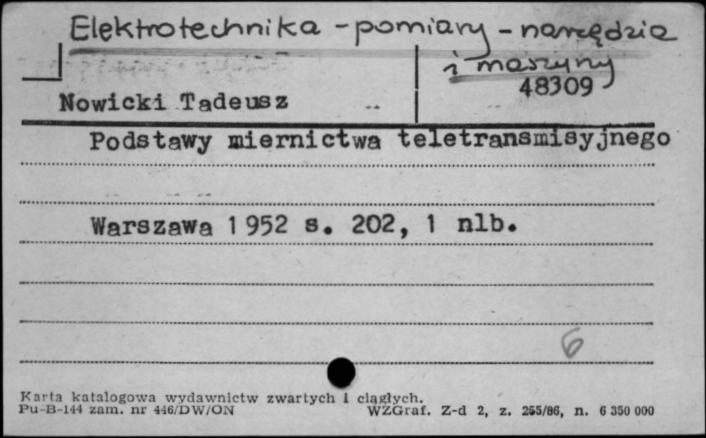 Elektrotechnika - pomiary - narzędzia
i maszyny
48309
Nowicki Tadeusz
Podstawy miernictwa teletransmisyjnego
Warszawa 1952 s. 202, 1 nlb.
6
Karta katalogowa wydawnictw zwartych i ciągłych.
Pu-B-144 zam. nr 446/DW/ON WZGraf. Z-d 2, z. 255/86, n. 6 350 000